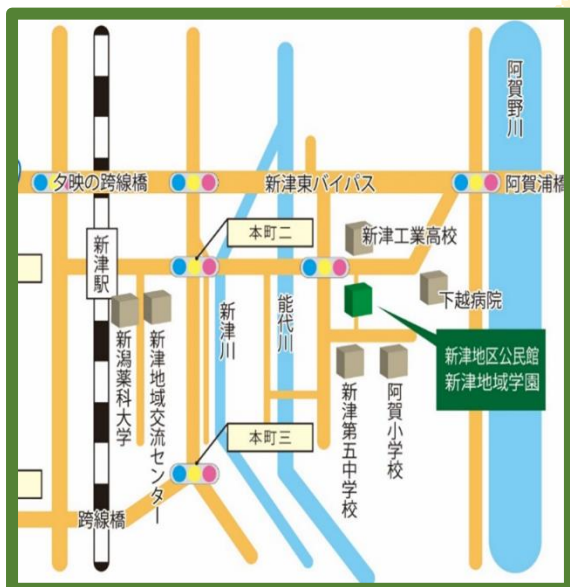 阿賀野川
夕映の跨線橋
新津東バイパス
阿賀浦橋
本町二
新津工業高校
新津駅
下越病院
新津川
能代川
新潟薬科大学
新津地域交流センター
新津地区公民館
新津地域学園
新津第五中学校
阿賀小学校
本町三
跨線橋